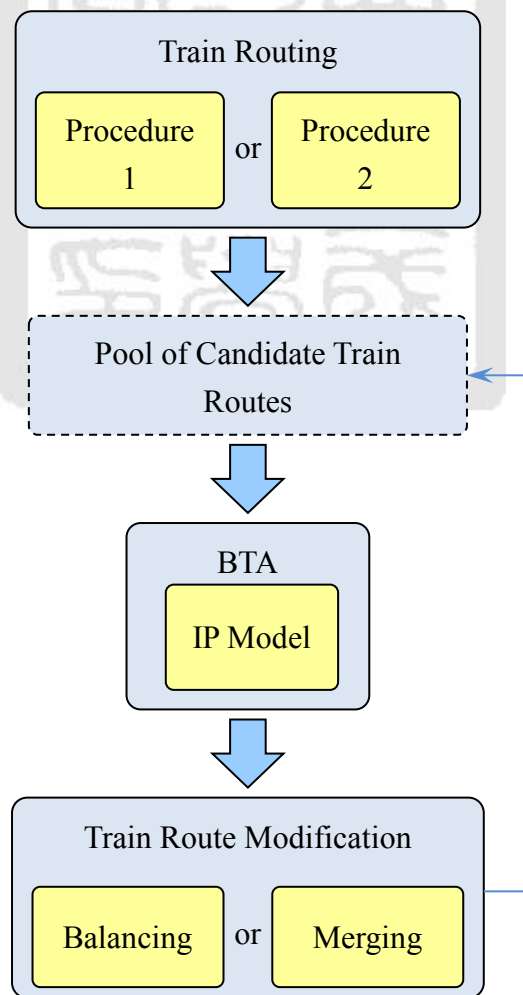 Train Routing
Procedure 1 or Procedure 2
Pool of Candidate Train
Routes
BTA
IP Model
Train Route Modification
Balancing or Merging